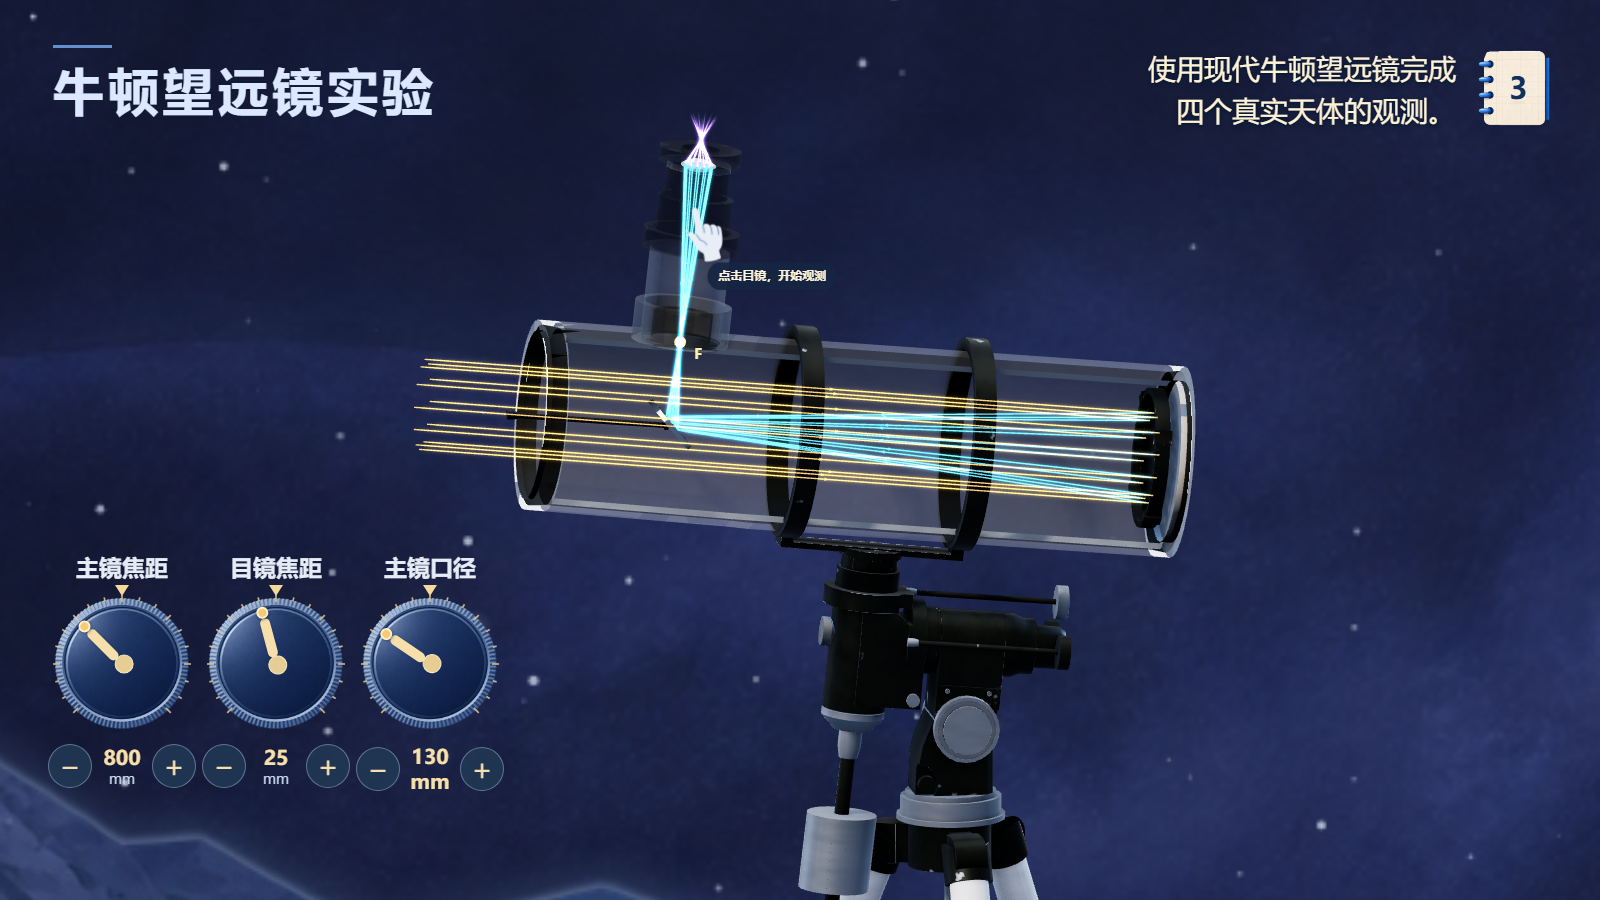 牛顿望远镜实验
使用现代牛顿望远镜完成
四个真实天体的观测。
3
点击目镜，开始观测
F
主镜焦距
目镜焦距
主镜口径
− 800 mm +
− 25 mm +
− 130 mm +